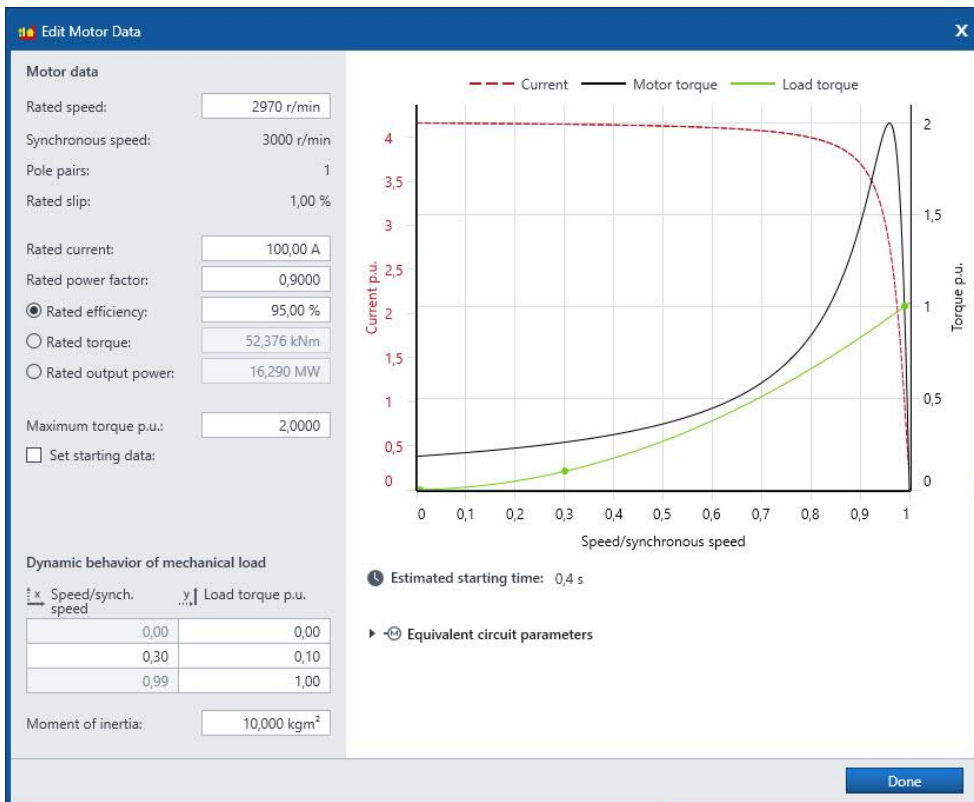 Edit Motor Data
X
Motor data
Rated speed: 2970 r/min
Synchronous speed: 3000 r/min
Pole pairs: 1
Rated slip: 1,00 %
Rated current: 100,00 A
Rated power factor: 0,9000
Rated efficiency: 95,00 %
Rated torque: 52,376 kNm
Rated output power: 16,290 MW
Maximum torque p.u.: 2,0000
Set starting data:
Dynamic behavior of mechanical load
x Speed/synch. speed y Load torque p.u.
0,00 0,00
0,30 0,10
0,99 1,00
Moment of inertia: 10,000 kgm²
Current Motor torque Load torque
Current p.u.
4
3,5
3
2,5
2
1,5
1
0,5
0
2
1,5
1
0,5
0
Torque p.u.
0 0,1 0,2 0,3 0,4 0,5 0,6 0,7 0,8 0,9 1
Speed/synchronous speed
Estimated starting time: 0,4 s
M Equivalent circuit parameters
Done